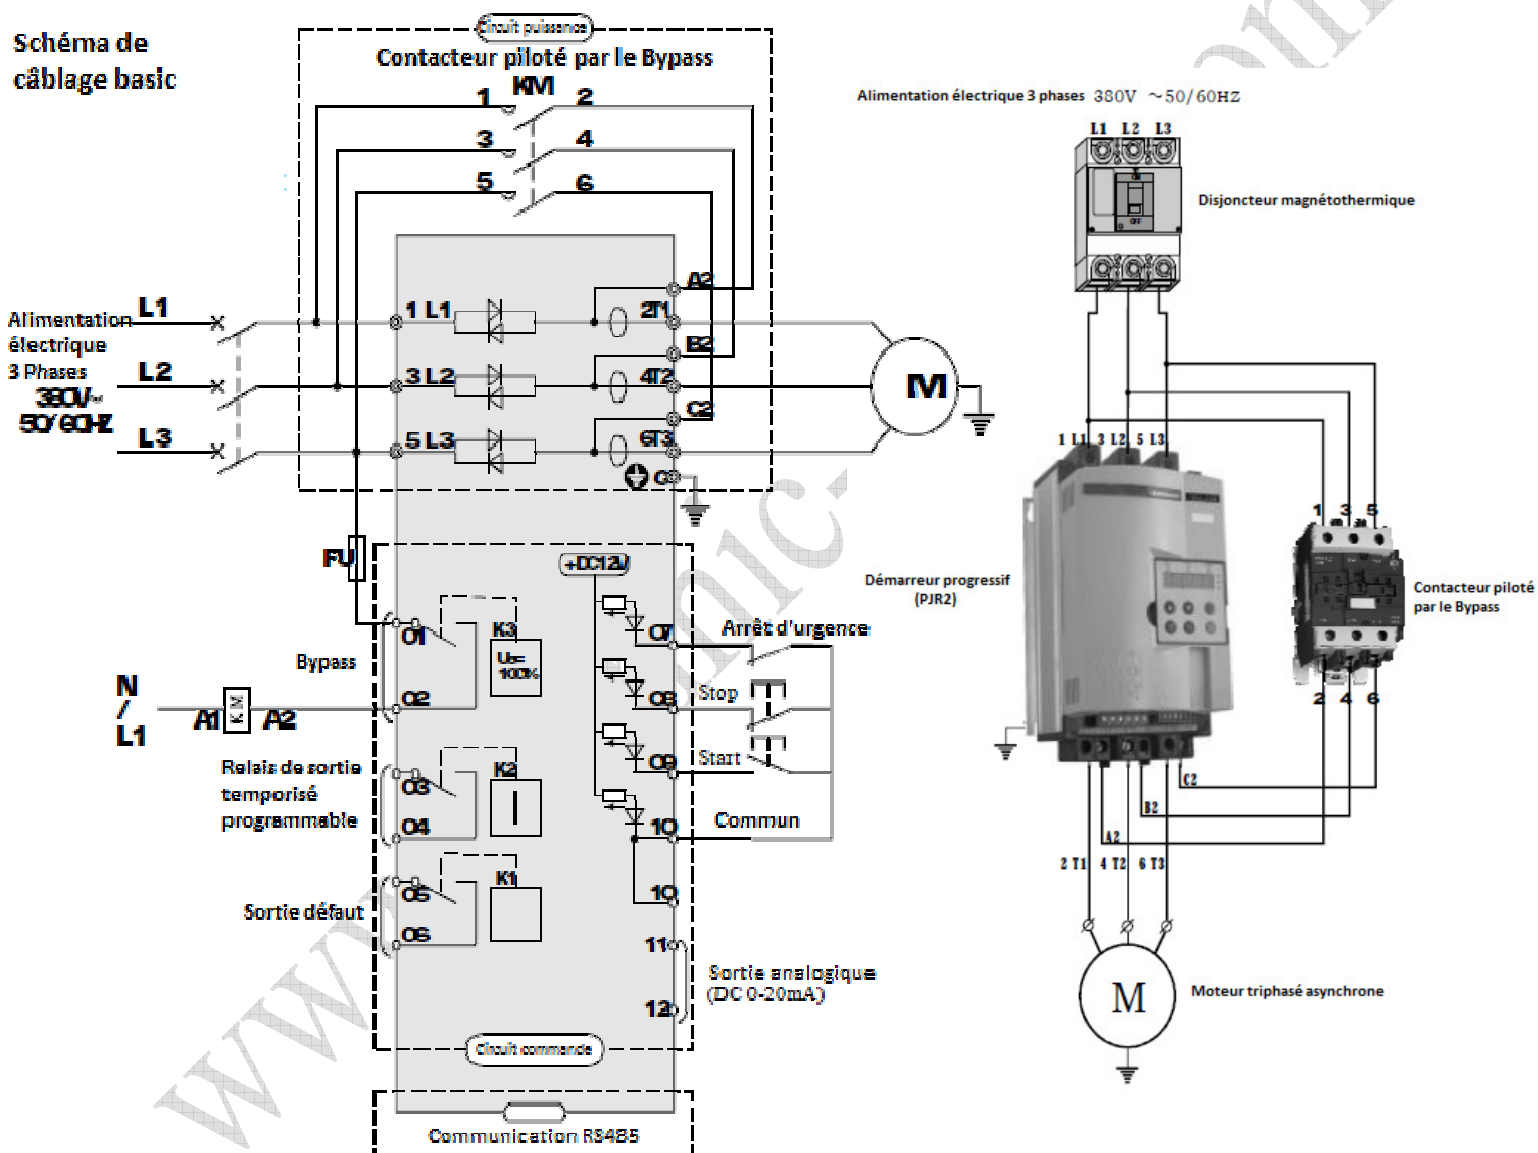 Schéma de
câblage basic
Circuit puissance
Contacteur piloté par le Bypass
KM
1 2
3 4
5 6
Alimentation
électrique
3 Phases
380V~
50/60HZ
L1
L2
L3
A2
1 L1 2T1
B2
3 L2 4T2
C2
5 L3 6T3
G
M
FU
+DC12V
01
K3
Uo=
100%
Bypass
02
N
/
L1
A1
KM
A2
07
Arrêt d'urgence
08
Stop
09
Start
10
Commun
10
11
12
Sortie analogique
(DC 0-20mA)
Relais de sortie
temporisé
programmable
03
K2
04
Sortie défaut
05
K1
06
Circuit commande
Communication RS485
Alimentation électrique 3 phases 380V ~50/60HZ
L1 L2 L3
ON
OFF
Disjoncteur magnétothermique
1 L1 3 L2 5 L3
1 3 5
Démarreur progressif
(PJR2)
Contacteur piloté
par le Bypass
2 4 6
C2
B2
A2
2 T1 4 T2 6 T3
M
Moteur triphasé asynchrone